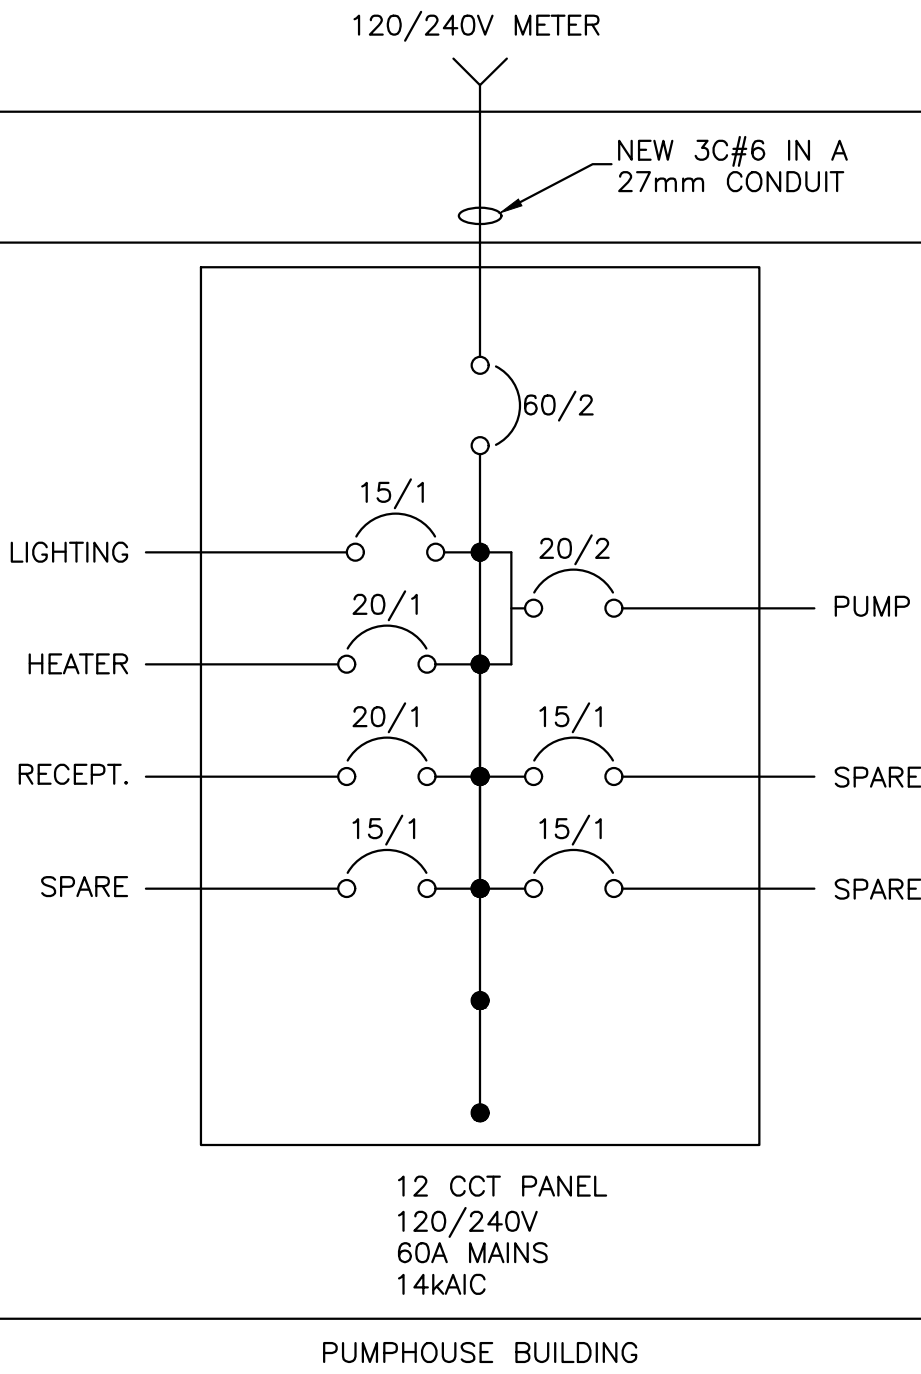 120/240V METER
NEW 3C#6 IN A
27mm CONDUIT
60/2
15/1
LIGHTING
20/2
PUMP
20/1
HEATER
20/1
15/1
RECEPT.
SPARE
15/1
15/1
SPARE
SPARE
12 CCT PANEL
120/240V
60A MAINS
14kAIC
PUMPHOUSE BUILDING